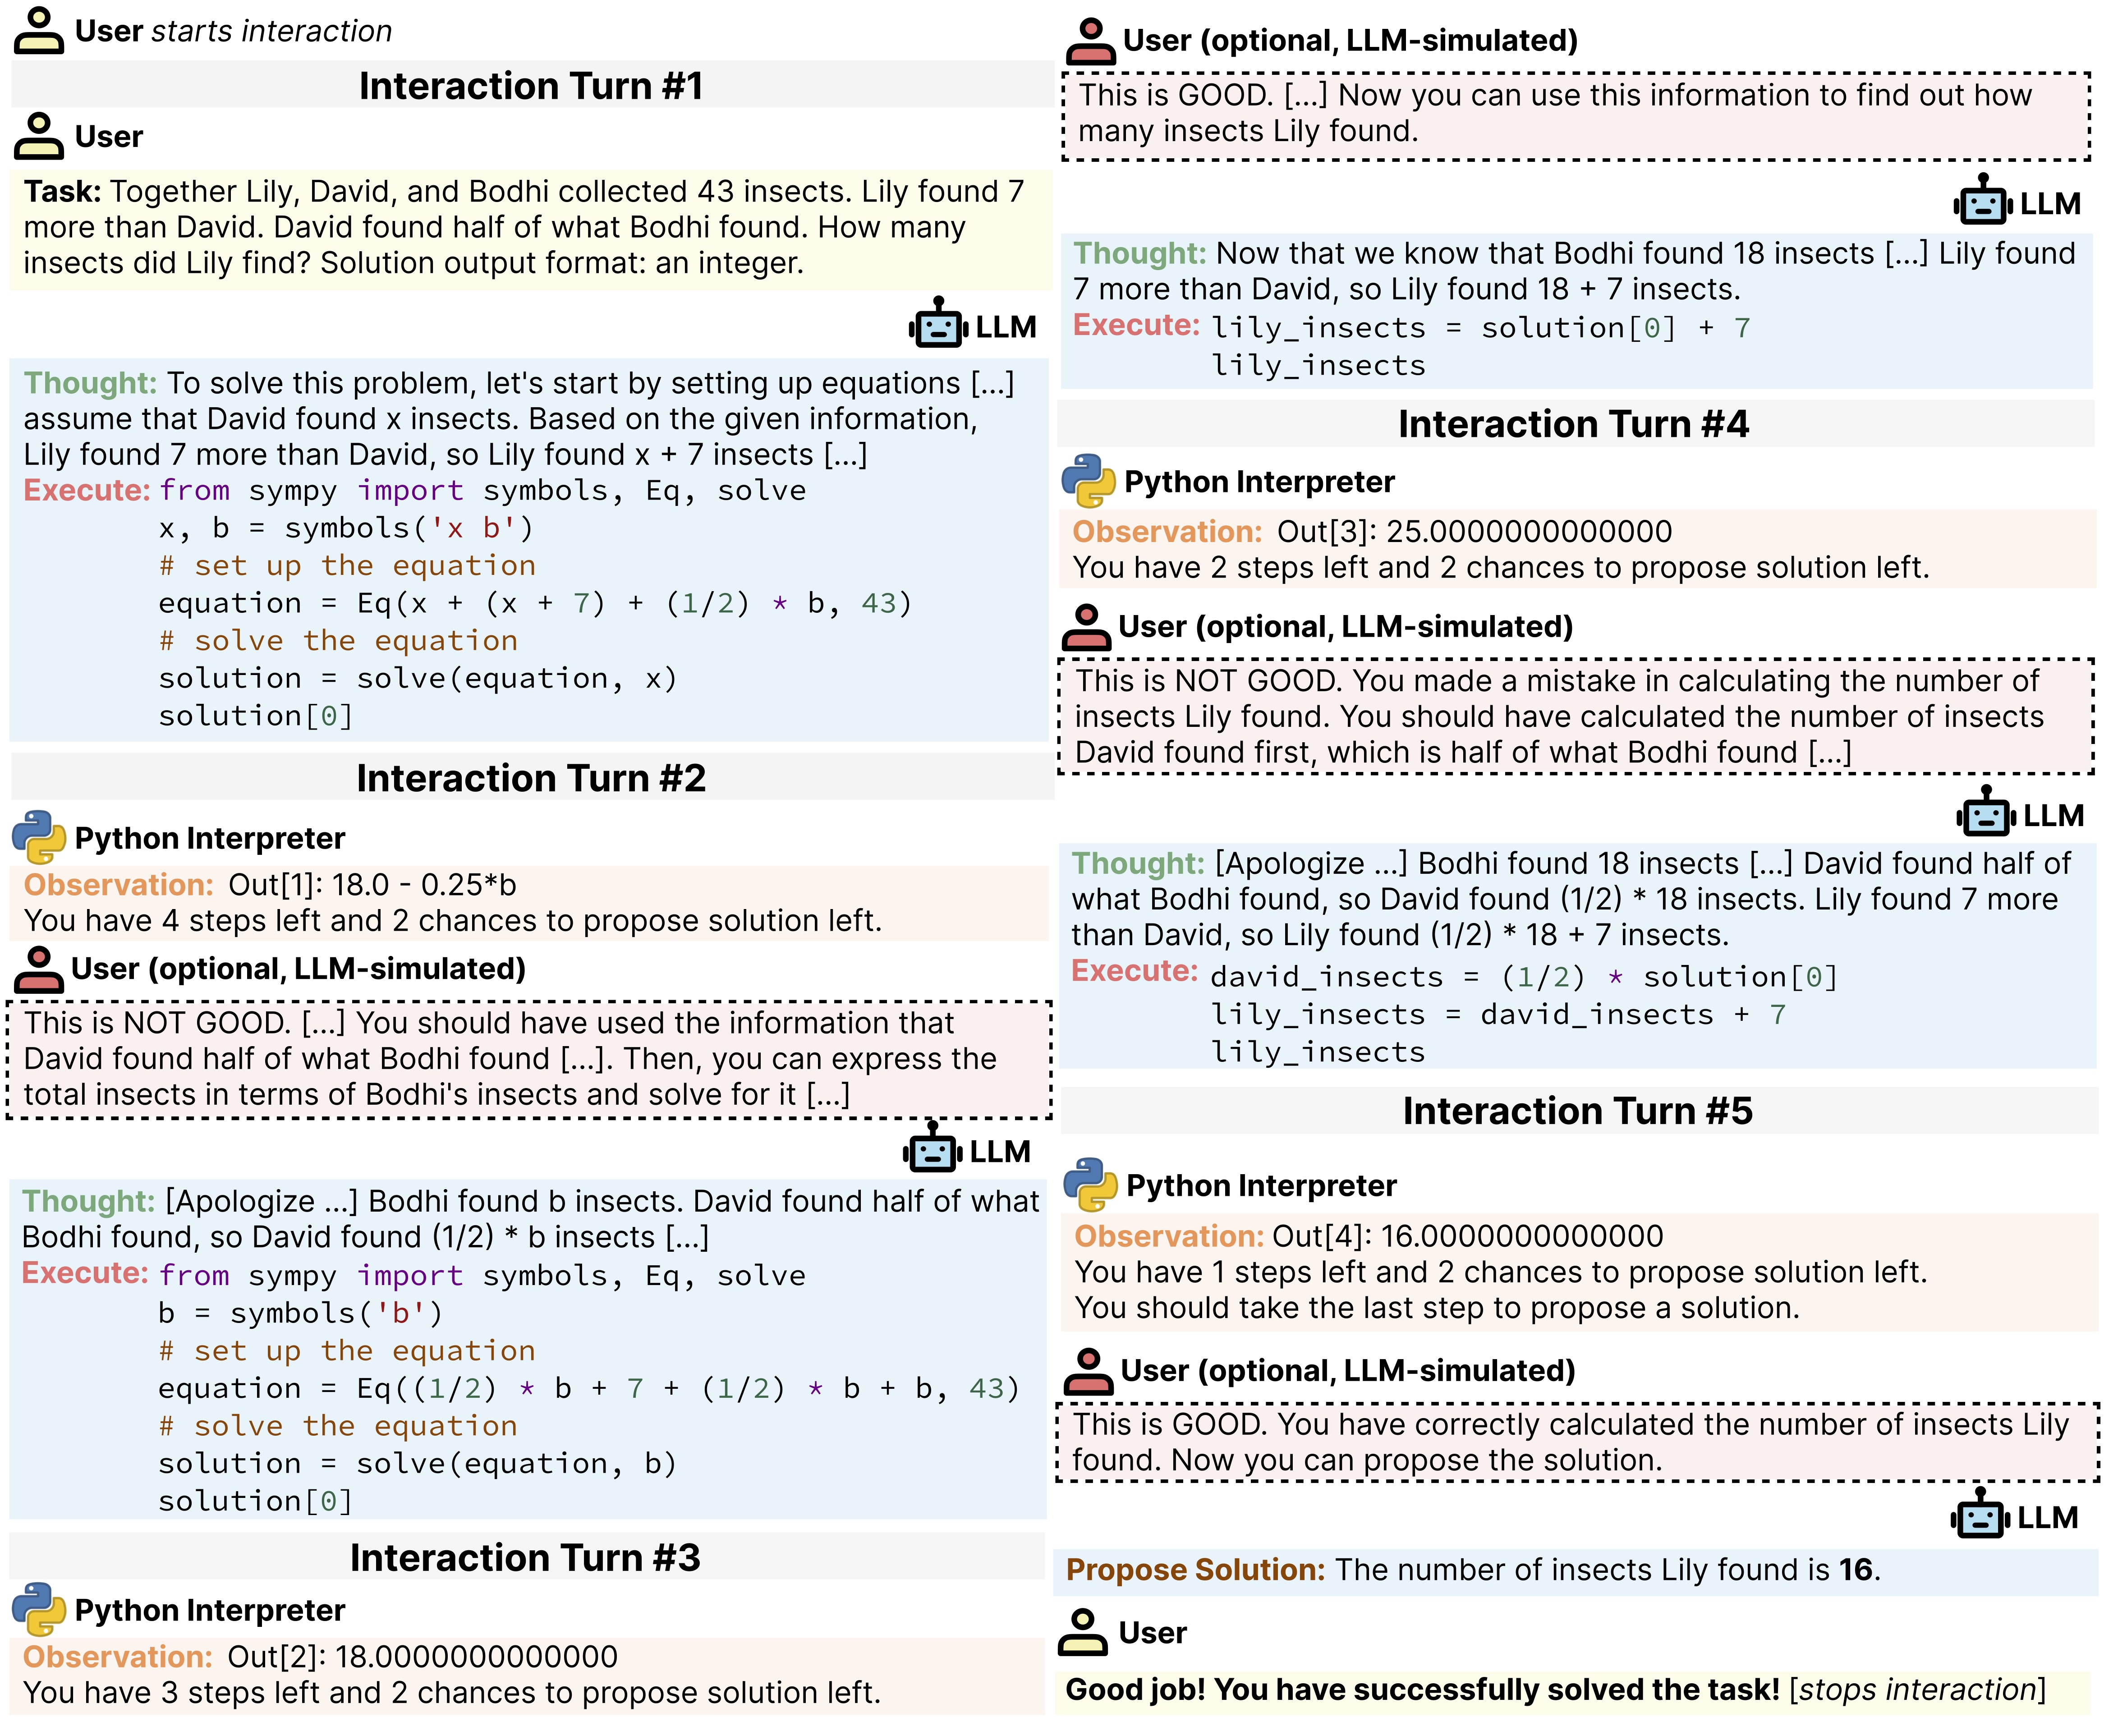 User starts interaction
Interaction Turn #1
User
Task: Together Lily, David, and Bodhi collected 43 insects. Lily found 7
more than David. David found half of what Bodhi found. How many
insects did Lily find? Solution output format: an integer.
LLM
Thought: To solve this problem, let's start by setting up equations [...]
assume that David found x insects. Based on the given information,
Lily found 7 more than David, so Lily found x + 7 insects [...]
Execute: from sympy import symbols, Eq, solve
x, b = symbols('x b')
# set up the equation
equation = Eq(x + (x + 7) + (1/2) * b, 43)
# solve the equation
solution = solve(equation, x)
solution[0]
Interaction Turn #2
Python Interpreter
Observation: Out[1]: 18.0 - 0.25*b
You have 4 steps left and 2 chances to propose solution left.
User (optional, LLM-simulated)
This is NOT GOOD. [...] You should have used the information that
David found half of what Bodhi found [...]. Then, you can express the
total insects in terms of Bodhi's insects and solve for it [...]
LLM
Thought: [Apologize ...] Bodhi found b insects. David found half of what
Bodhi found, so David found (1/2) * b insects [...]
Execute: from sympy import symbols, Eq, solve
b = symbols('b')
# set up the equation
equation = Eq((1/2) * b + 7 + (1/2) * b + b, 43)
# solve the equation
solution = solve(equation, b)
solution[0]
Interaction Turn #3
Python Interpreter
Observation: Out[2]: 18.0000000000000
You have 3 steps left and 2 chances to propose solution left.
User (optional, LLM-simulated)
This is GOOD. [...] Now you can use this information to find out how
many insects Lily found.
LLM
Thought: Now that we know that Bodhi found 18 insects [...] Lily found
7 more than David, so Lily found 18 + 7 insects.
Execute: lily_insects = solution[0] + 7
lily_insects
Interaction Turn #4
Python Interpreter
Observation: Out[3]: 25.0000000000000
You have 2 steps left and 2 chances to propose solution left.
User (optional, LLM-simulated)
This is NOT GOOD. You made a mistake in calculating the number of
insects Lily found. You should have calculated the number of insects
David found first, which is half of what Bodhi found [...]
LLM
Thought: [Apologize ...] Bodhi found 18 insects [...] David found half of
what Bodhi found, so David found (1/2) * 18 insects. Lily found 7 more
than David, so Lily found (1/2) * 18 + 7 insects.
Execute: david_insects = (1/2) * solution[0]
lily_insects = david_insects + 7
lily_insects
Interaction Turn #5
Python Interpreter
Observation: Out[4]: 16.0000000000000
You have 1 steps left and 2 chances to propose solution left.
You should take the last step to propose a solution.
User (optional, LLM-simulated)
This is GOOD. You have correctly calculated the number of insects Lily
found. Now you can propose the solution.
LLM
Propose Solution: The number of insects Lily found is 16.
User
Good job! You have successfully solved the task! [stops interaction]